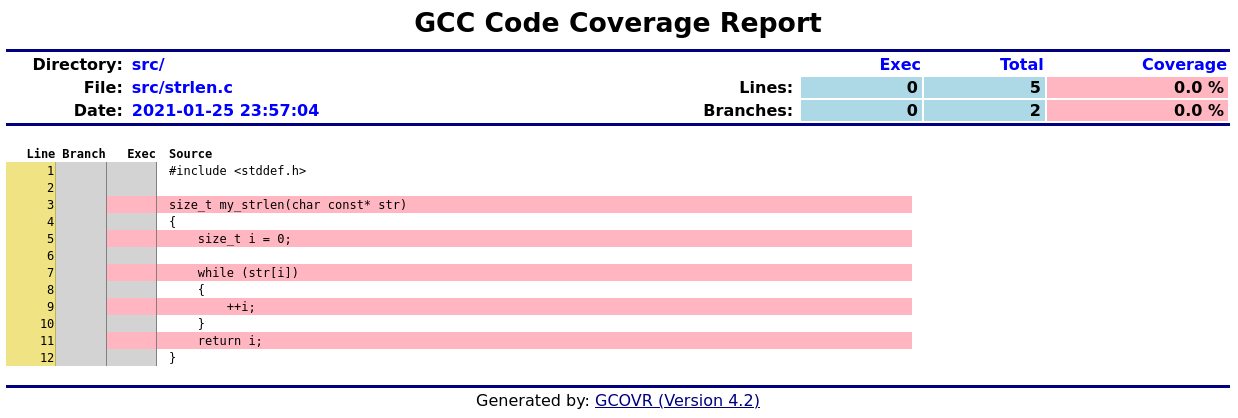 GCC Code Coverage Report
Directory: src/ Exec Total Coverage
File: src/strlen.c Lines: 0 5 0.0 %
Date: 2021-01-25 23:57:04 Branches: 0 2 0.0 %
Line Branch Exec Source
1 #include <stddef.h>
2
3 size_t my_strlen(char const* str)
4 {
5     size_t i = 0;
6
7     while (str[i])
8     {
9         ++i;
10     }
11     return i;
12 }
Generated by: GCOVR (Version 4.2)